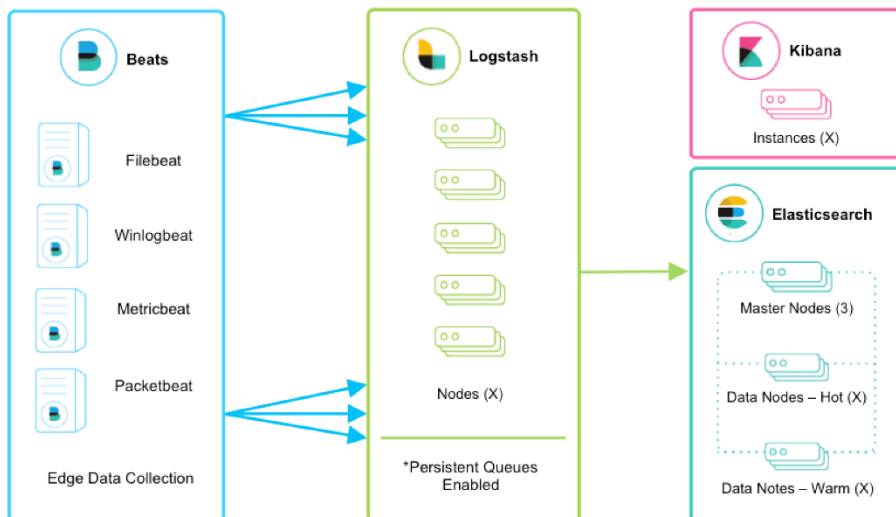 Beats
Filebeat
Winlogbeat
Metricbeat
Packetbeat
Edge Data Collection
Logstash
Nodes (X)
*Persistent Queues
Enabled
Kibana
Instances (X)
Elasticsearch
Master Nodes (3)
Data Nodes – Hot (X)
Data Notes – Warm (X)